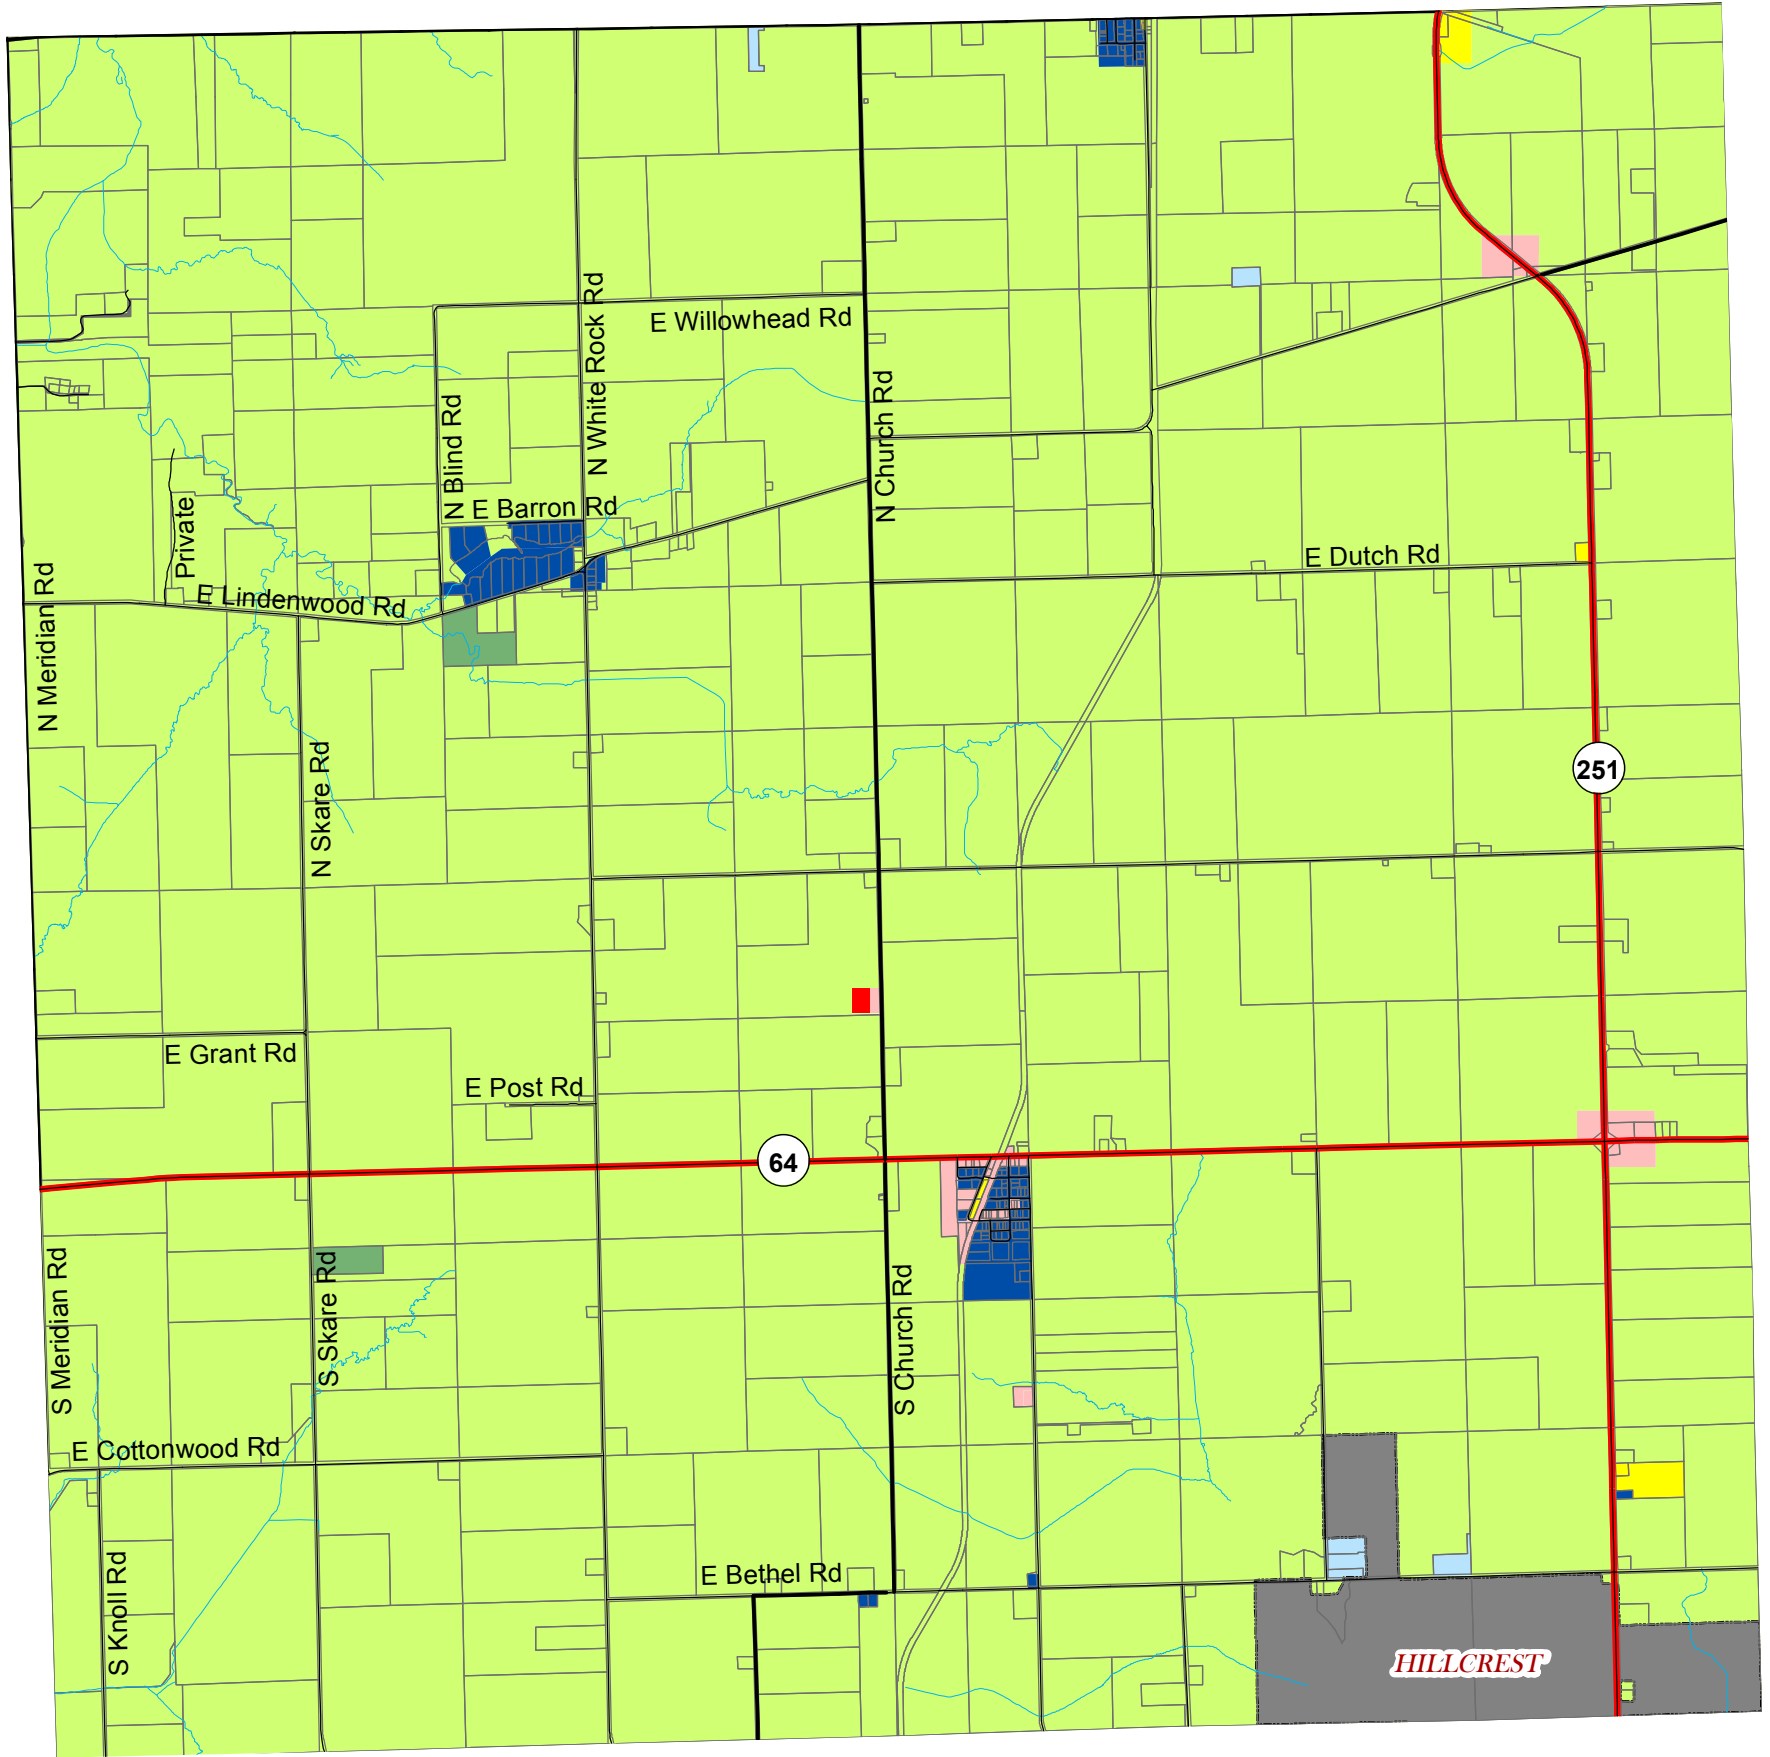 E Willowhead Rd
N White Rock Rd
N Church Rd
N Blind Rd
E Barron Rd
Private
E Dutch Rd
E Lindenwood Rd
N Meridian Rd
251
N Skare Rd
E Grant Rd
E Post Rd
64
S Meridian Rd
S Skare Rd
S Church Rd
E Cottonwood Rd
E Bethel Rd
S Knoll Rd
HILLCREST